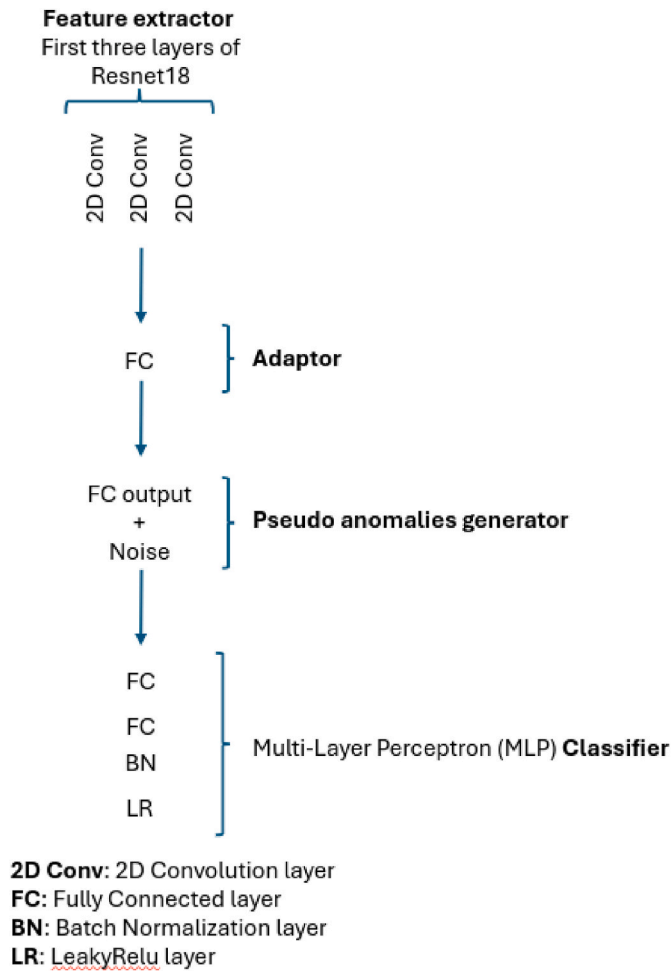 Feature extractor
First three layers of
Resnet18
2D Conv
2D Conv
2D Conv
FC
Adaptor
FC output
+
Noise
Pseudo anomalies generator
FC
FC
BN
LR
Multi-Layer Perceptron (MLP) Classifier
2D Conv: 2D Convolution layer
FC: Fully Connected layer
BN: Batch Normalization layer
LR: LeakyRelu layer